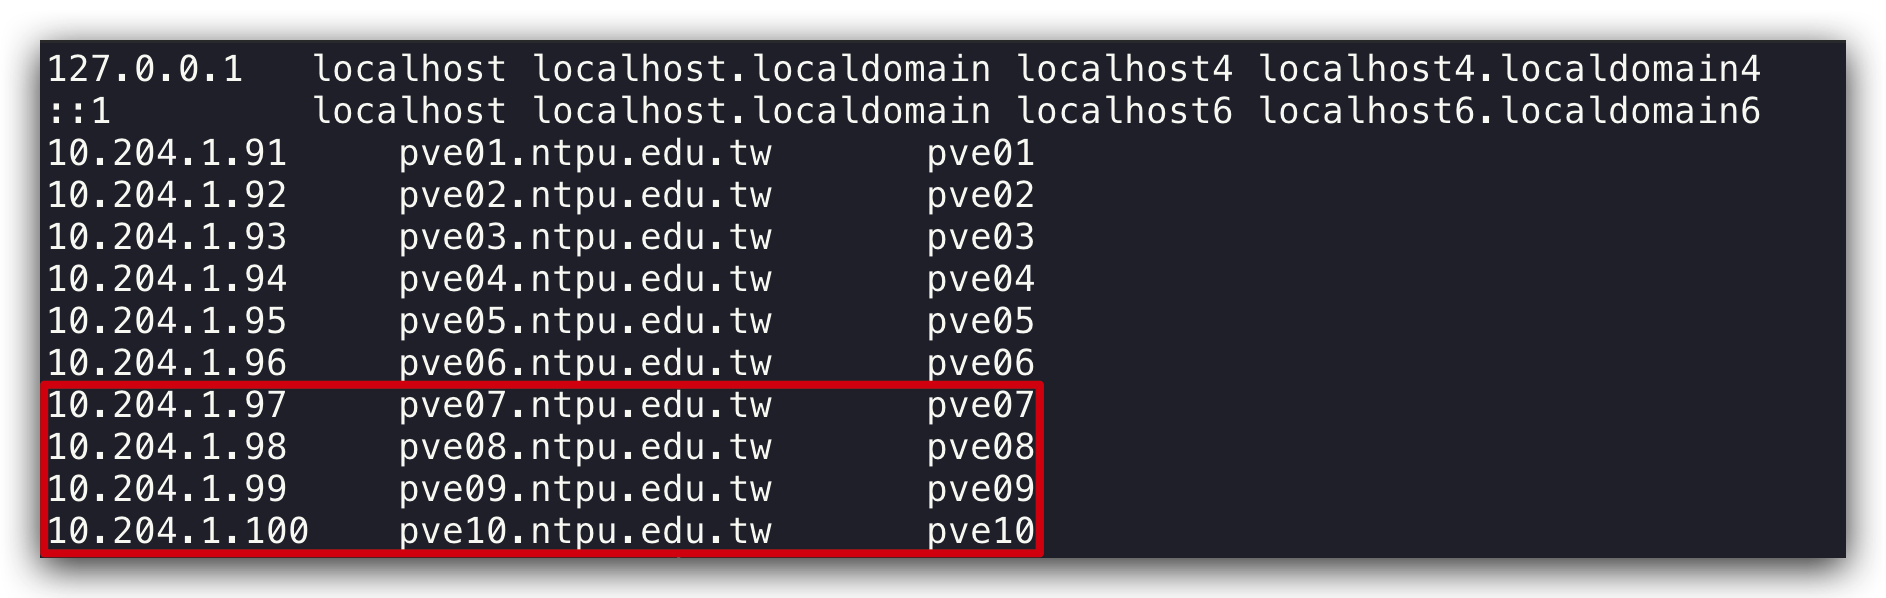 127.0.0.1   localhost localhost.localdomain localhost4 localhost4.localdomain4
::1         localhost localhost.localdomain localhost6 localhost6.localdomain6
10.204.1.91     pve01.ntpu.edu.tw       pve01
10.204.1.92     pve02.ntpu.edu.tw       pve02
10.204.1.93     pve03.ntpu.edu.tw       pve03
10.204.1.94     pve04.ntpu.edu.tw       pve04
10.204.1.95     pve05.ntpu.edu.tw       pve05
10.204.1.96     pve06.ntpu.edu.tw       pve06
10.204.1.97     pve07.ntpu.edu.tw       pve07
10.204.1.98     pve08.ntpu.edu.tw       pve08
10.204.1.99     pve09.ntpu.edu.tw       pve09
10.204.1.100    pve10.ntpu.edu.tw       pve10